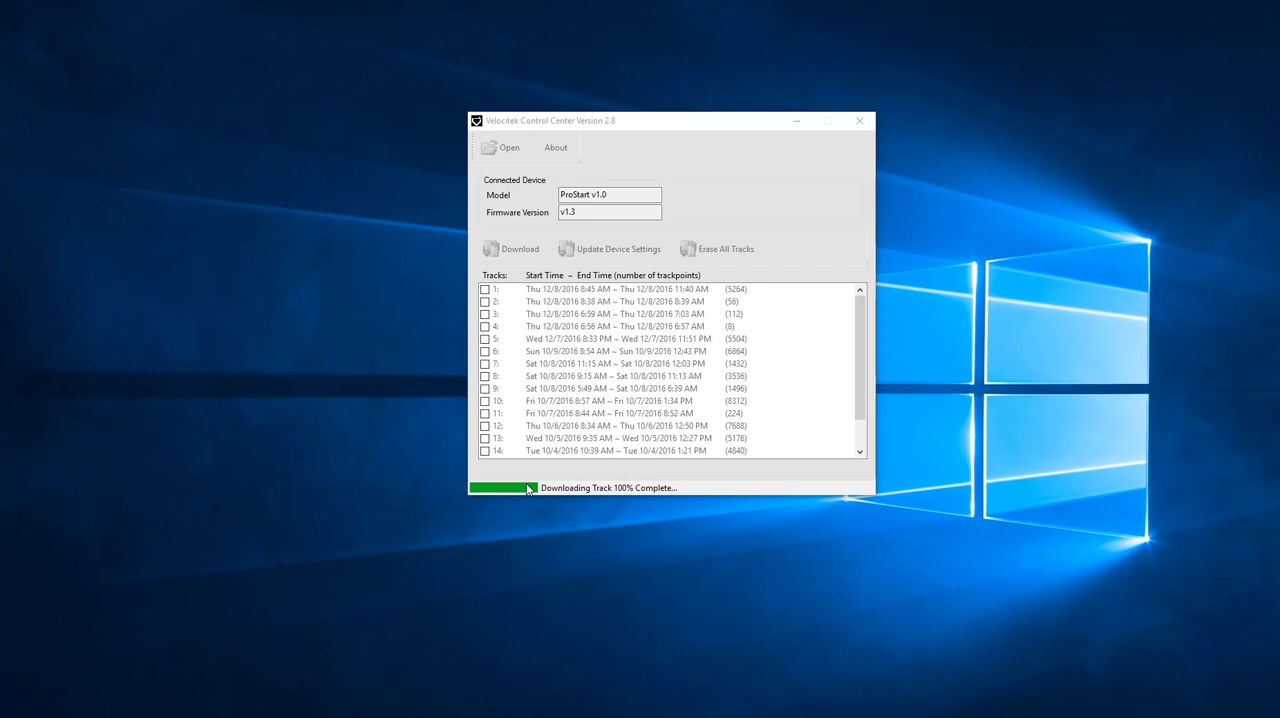 Velocitek Control Center Version 2.8
Open About
Connected Device
Model ProStart v1.0
Firmware Version v1.3
Download Update Device Settings Erase All Tracks
Tracks: Start Time ~ End Time (number of trackpoints)
1: Thu 12/8/2016 8:45 AM ~ Thu 12/8/2016 11:40 AM (5264)
2: Thu 12/8/2016 8:38 AM ~ Thu 12/8/2016 8:39 AM (56)
3: Thu 12/8/2016 6:59 AM ~ Thu 12/8/2016 7:03 AM (112)
4: Thu 12/8/2016 6:56 AM ~ Thu 12/8/2016 6:57 AM (8)
5: Wed 12/7/2016 8:33 PM ~ Wed 12/7/2016 11:51 PM (5504)
6: Sun 10/9/2016 8:54 AM ~ Sun 10/9/2016 12:43 PM (6864)
7: Sat 10/8/2016 11:15 AM ~ Sat 10/8/2016 12:03 PM (1432)
8: Sat 10/8/2016 9:15 AM ~ Sat 10/8/2016 11:13 AM (3536)
9: Sat 10/8/2016 5:49 AM ~ Sat 10/8/2016 6:39 AM (1496)
10: Fri 10/7/2016 8:57 AM ~ Fri 10/7/2016 1:34 PM (8312)
11: Fri 10/7/2016 8:44 AM ~ Fri 10/7/2016 8:52 AM (224)
12: Thu 10/6/2016 8:34 AM ~ Thu 10/6/2016 12:50 PM (7688)
13: Wed 10/5/2016 9:35 AM ~ Wed 10/5/2016 12:27 PM (5176)
14: Tue 10/4/2016 10:39 AM ~ Tue 10/4/2016 1:21 PM (4840)
Downloading Track 100% Complete...